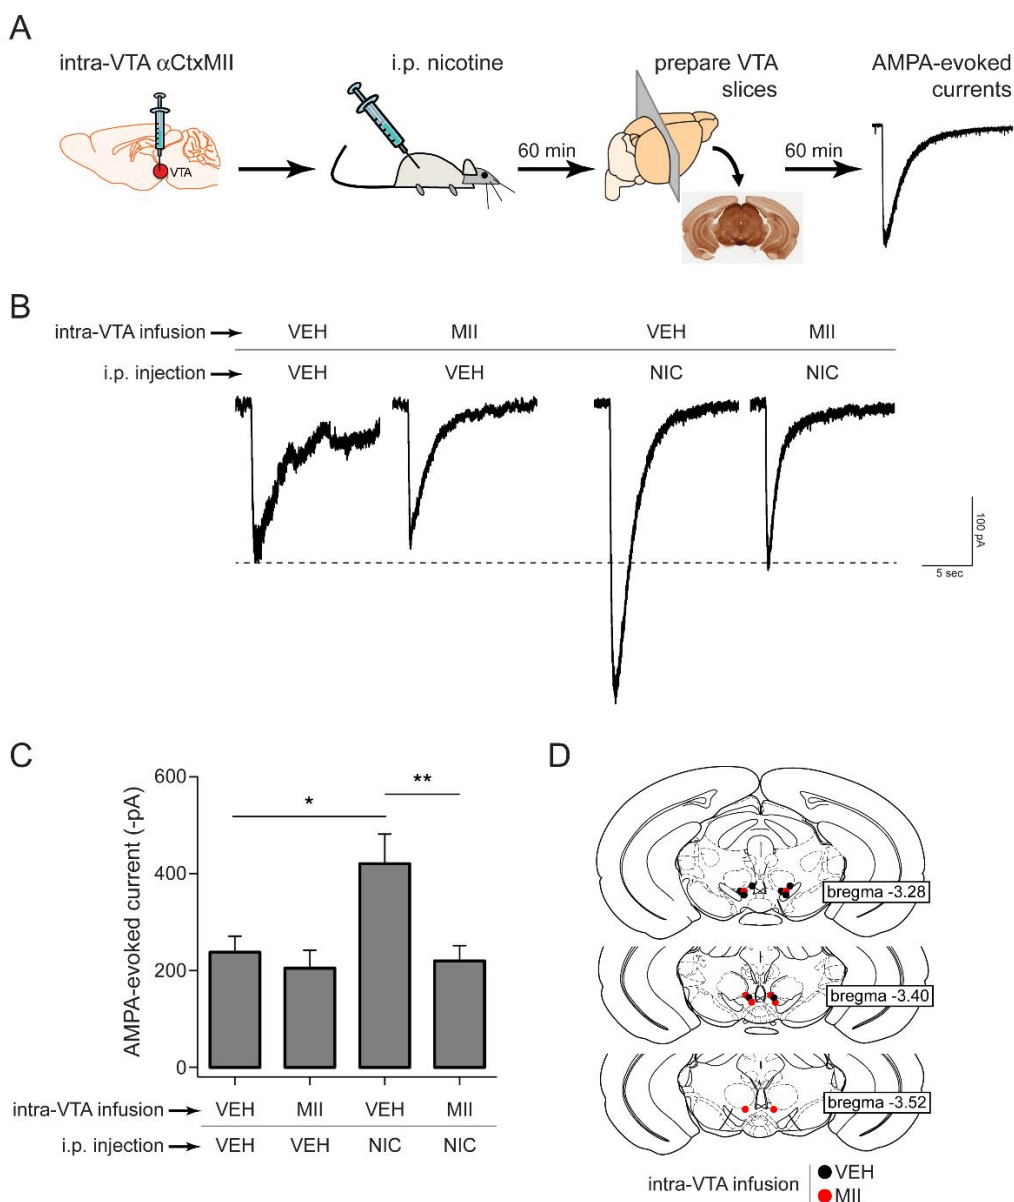 A
intra-VTA αCtxMII
i.p. nicotine
prepare VTA
slices
AMPA-evoked
currents
VTA
60 min
60 min
B
intra-VTA infusion VEH MII VEH MII
i.p. injection VEH VEH NIC NIC
100 pA
5 sec
C
AMPA-evoked current (-pA)
600
400
200
0
*
**
intra-VTA infusion VEH MII VEH MII
i.p. injection VEH VEH NIC NIC
D
bregma -3.28
bregma -3.40
bregma -3.52
intra-VTA infusion
VEH
MII